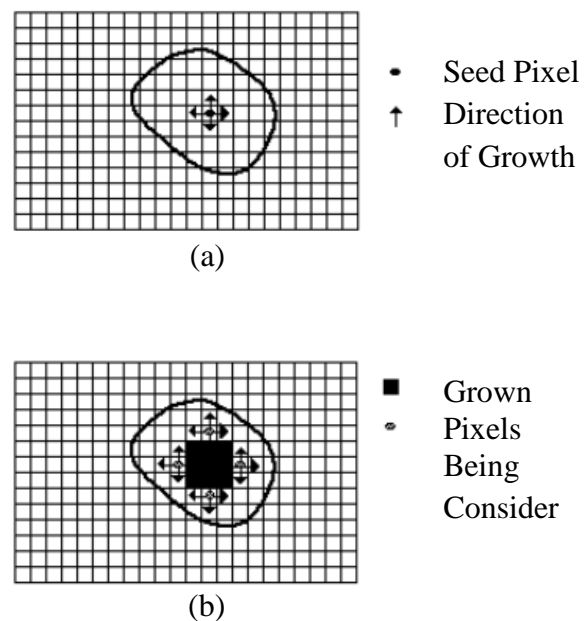 Seed Pixel
Direction
of Growth
(a)
Grown
Pixels
Being
Consider
(b)